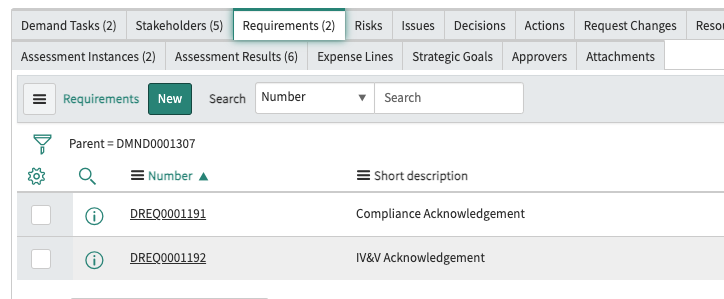 Demand Tasks (2) Stakeholders (5) Requirements (2) Risks Issues Decisions Actions Request Changes
Assessment Instances (2) Assessment Results (6) Expense Lines Strategic Goals Approvers Attachments
Requirements New Search Number Search
Parent = DMND0001307
Number Short description
DREQ0001191 Compliance Acknowledgement
DREQ0001192 IV&V Acknowledgement